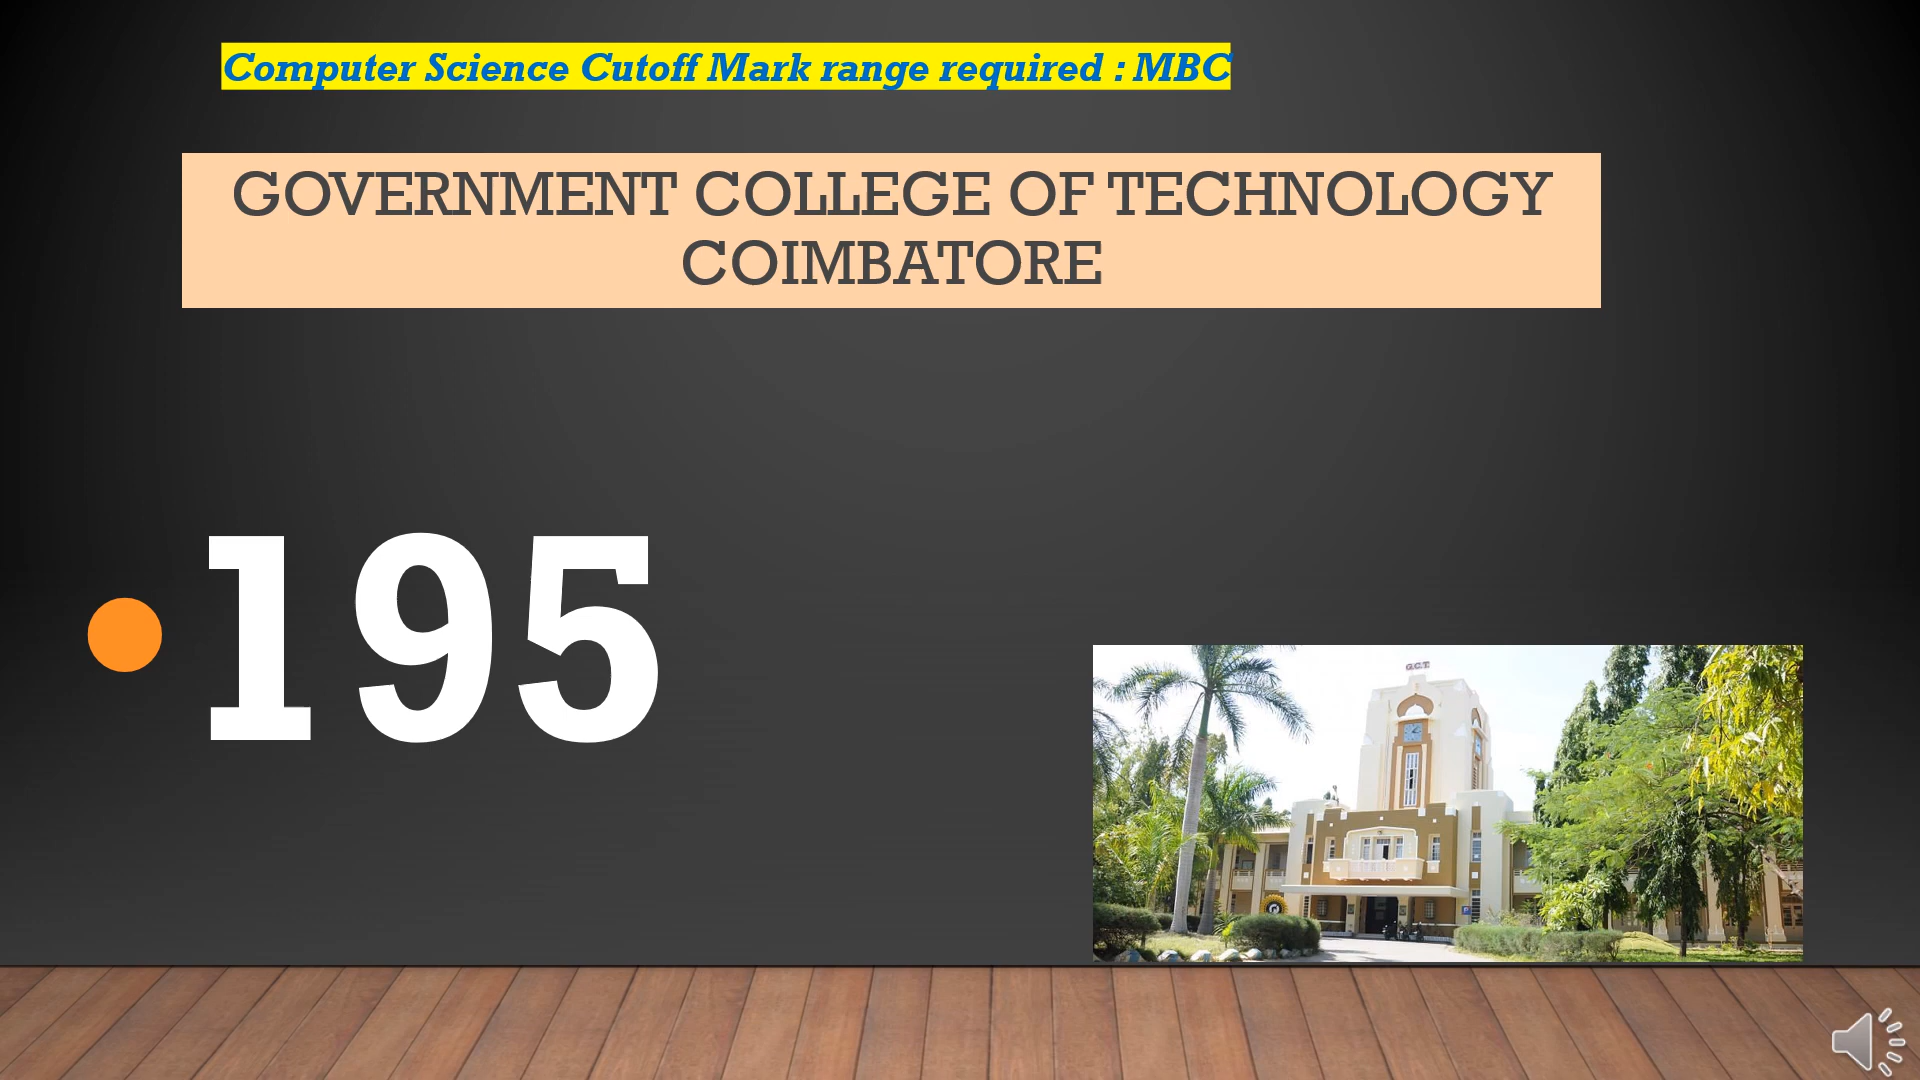 Computer Science Cutoff Mark range required : MBC
GOVERNMENT COLLEGE OF TECHNOLOGY
COIMBATORE
195
G.C.T.